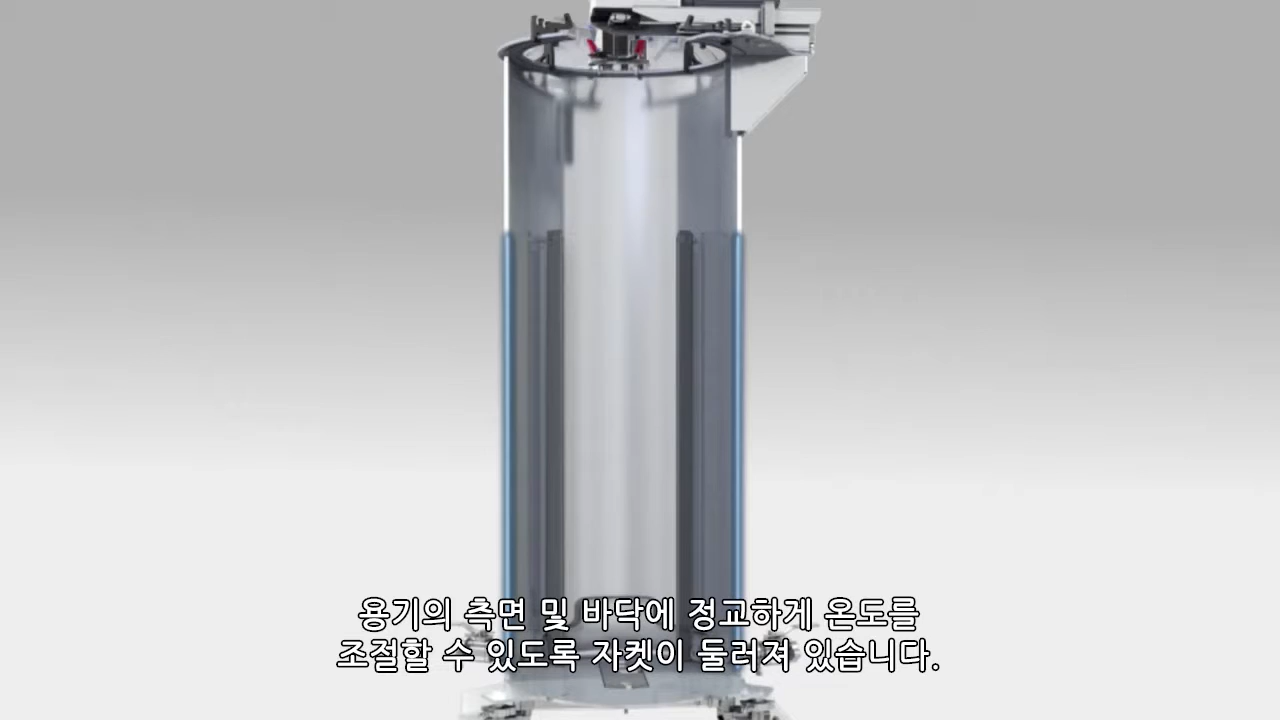 용기의 측면 및 바닥에 정교하게 온도를
조절할 수 있도록 자켓이 둘러져 있습니다.